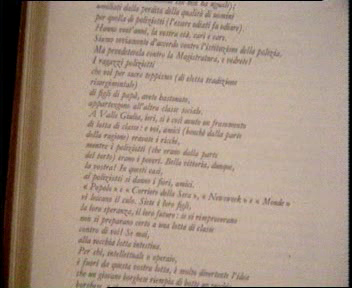 che non ha eguali);
umiliati dalla perdita della qualità di uomini
per quella di poliziotti (l'essere odiati fa odiare).
Hanno vent'anni, la vostra età, cari e care.
Siamo ovviamente d'accordo contro l'istituzione della polizia.
Ma prendetevela contro la Magistratura, e vedrete!
I ragazzi poliziotti
che voi per sacro teppismo (di eletta tradizione
risorgimentale)
di figli di papà, avete bastonato,
appartengono all'altra classe sociale.
A Valle Giulia, ieri, si è così avuto un frammento
di lotta di classe: e voi, amici (benché dalla parte
della ragione) eravate i ricchi,
mentre i poliziotti (che erano dalla parte
del torto) erano i poveri. Bella vittoria, dunque,
la vostra! In questi casi,
ai poliziotti si danno i fiori, amici.
« Popolo » e « Corriere della Sera », « Newsweek » e « Monde »
vi leccano il culo. Siete i loro figli,
la loro speranza, il loro futuro: se vi rimproverano
non si preparano certo a una lotta di classe
contro di voi! Se mai,
alla vecchia lotta intestina.
Per chi, intellettuale o operaio,
è fuori da questa vostra lotta, è molto divertente l'idea
che un giovane borghese riempia di botte un vecchio
borghese